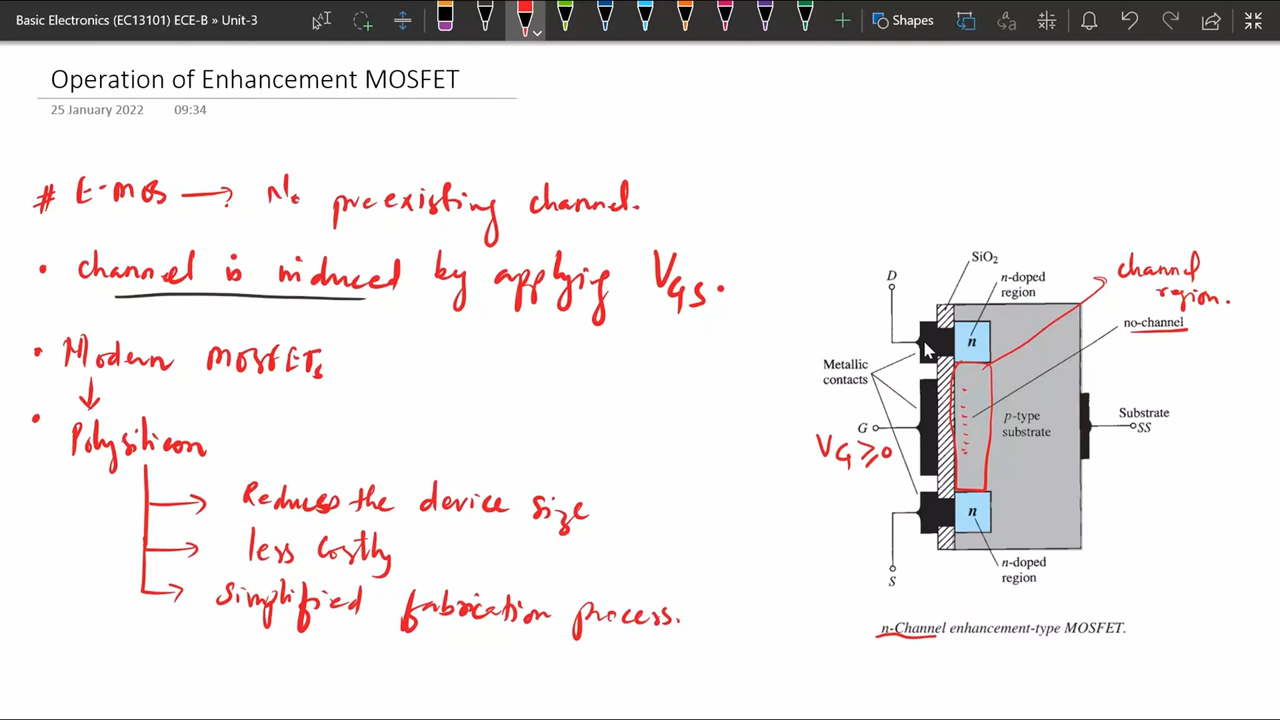 Basic Electronics (EC13101) ECE-B » Unit-3
Shapes
Operation of Enhancement MOSFET
25 January 2022 09:34
# E-MOS → No preexisting channel.
• channel is induced by applying VGS.
• Modern MOSFETs
• Polysilicon
→ Reduces the device size
→ less costly
→ simplified fabrication process.
SiO₂
D
n-doped
region
channel
region.
no-channel
n
Metallic
contacts
p-type
substrate
Substrate
SS
G
VG ≥ 0
n
S
n-doped
region
n-Channel enhancement-type MOSFET.